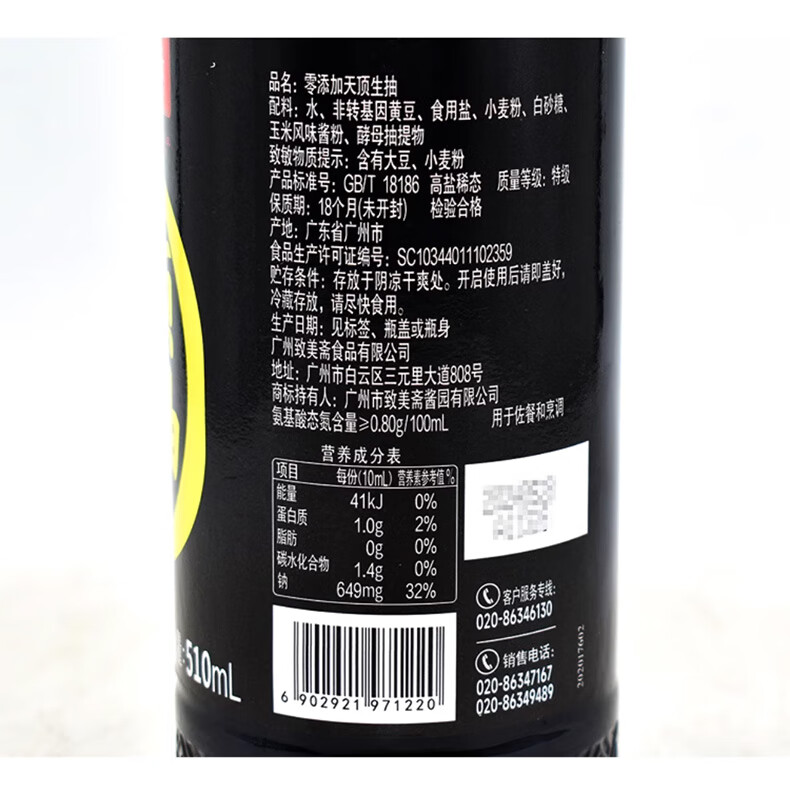 品名：零添加天顶生抽
配料：水、非转基因黄豆、食用盐、小麦粉、白砂糖、
玉米风味酱粉、酵母抽提物
致敏物质提示：含有大豆、小麦粉
产品标准号：GB/T 18186 高盐稀态 质量等级：特级
保质期：18个月(未开封) 检验合格
产地：广东省广州市
食品生产许可证编号：SC10344011102359
贮存条件：存放于阴凉干爽处。开启使用后请即盖好，
冷藏存放，请尽快食用。
生产日期：见标签、瓶盖或瓶身
广州致美斋食品有限公司
地址：广州市白云区三元里大道808号
商标持有人：广州市致美斋酱园有限公司
氨基酸态氮含量≥0.80g/100mL 用于佐餐和烹调
营养成分表
项目 每份(10mL) 营养素参考值%
能量 41kJ 0%
蛋白质 1.0g 2%
脂肪 0g 0%
碳水化合物 1.4g 0%
钠 649mg 32%
客户服务专线：
020-86346130
销售电话：
020-86347167
020-86349489
202017602
:510mL
6 902921 971220